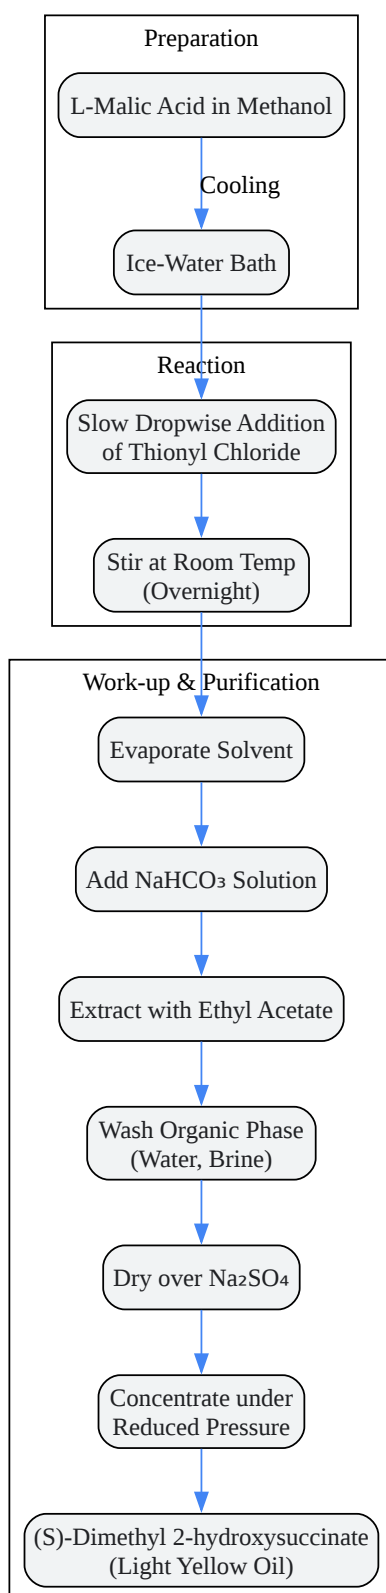 Preparation
L-Malic Acid in Methanol
Cooling
Ice-Water Bath
Reaction
Slow Dropwise Addition
of Thionyl Chloride
Stir at Room Temp
(Overnight)
Work-up & Purification
Evaporate Solvent
Add NaHCO₃ Solution
Extract with Ethyl Acetate
Wash Organic Phase
(Water, Brine)
Dry over Na₂SO₄
Concentrate under
Reduced Pressure
(S)-Dimethyl 2-hydroxysuccinate
(Light Yellow Oil)